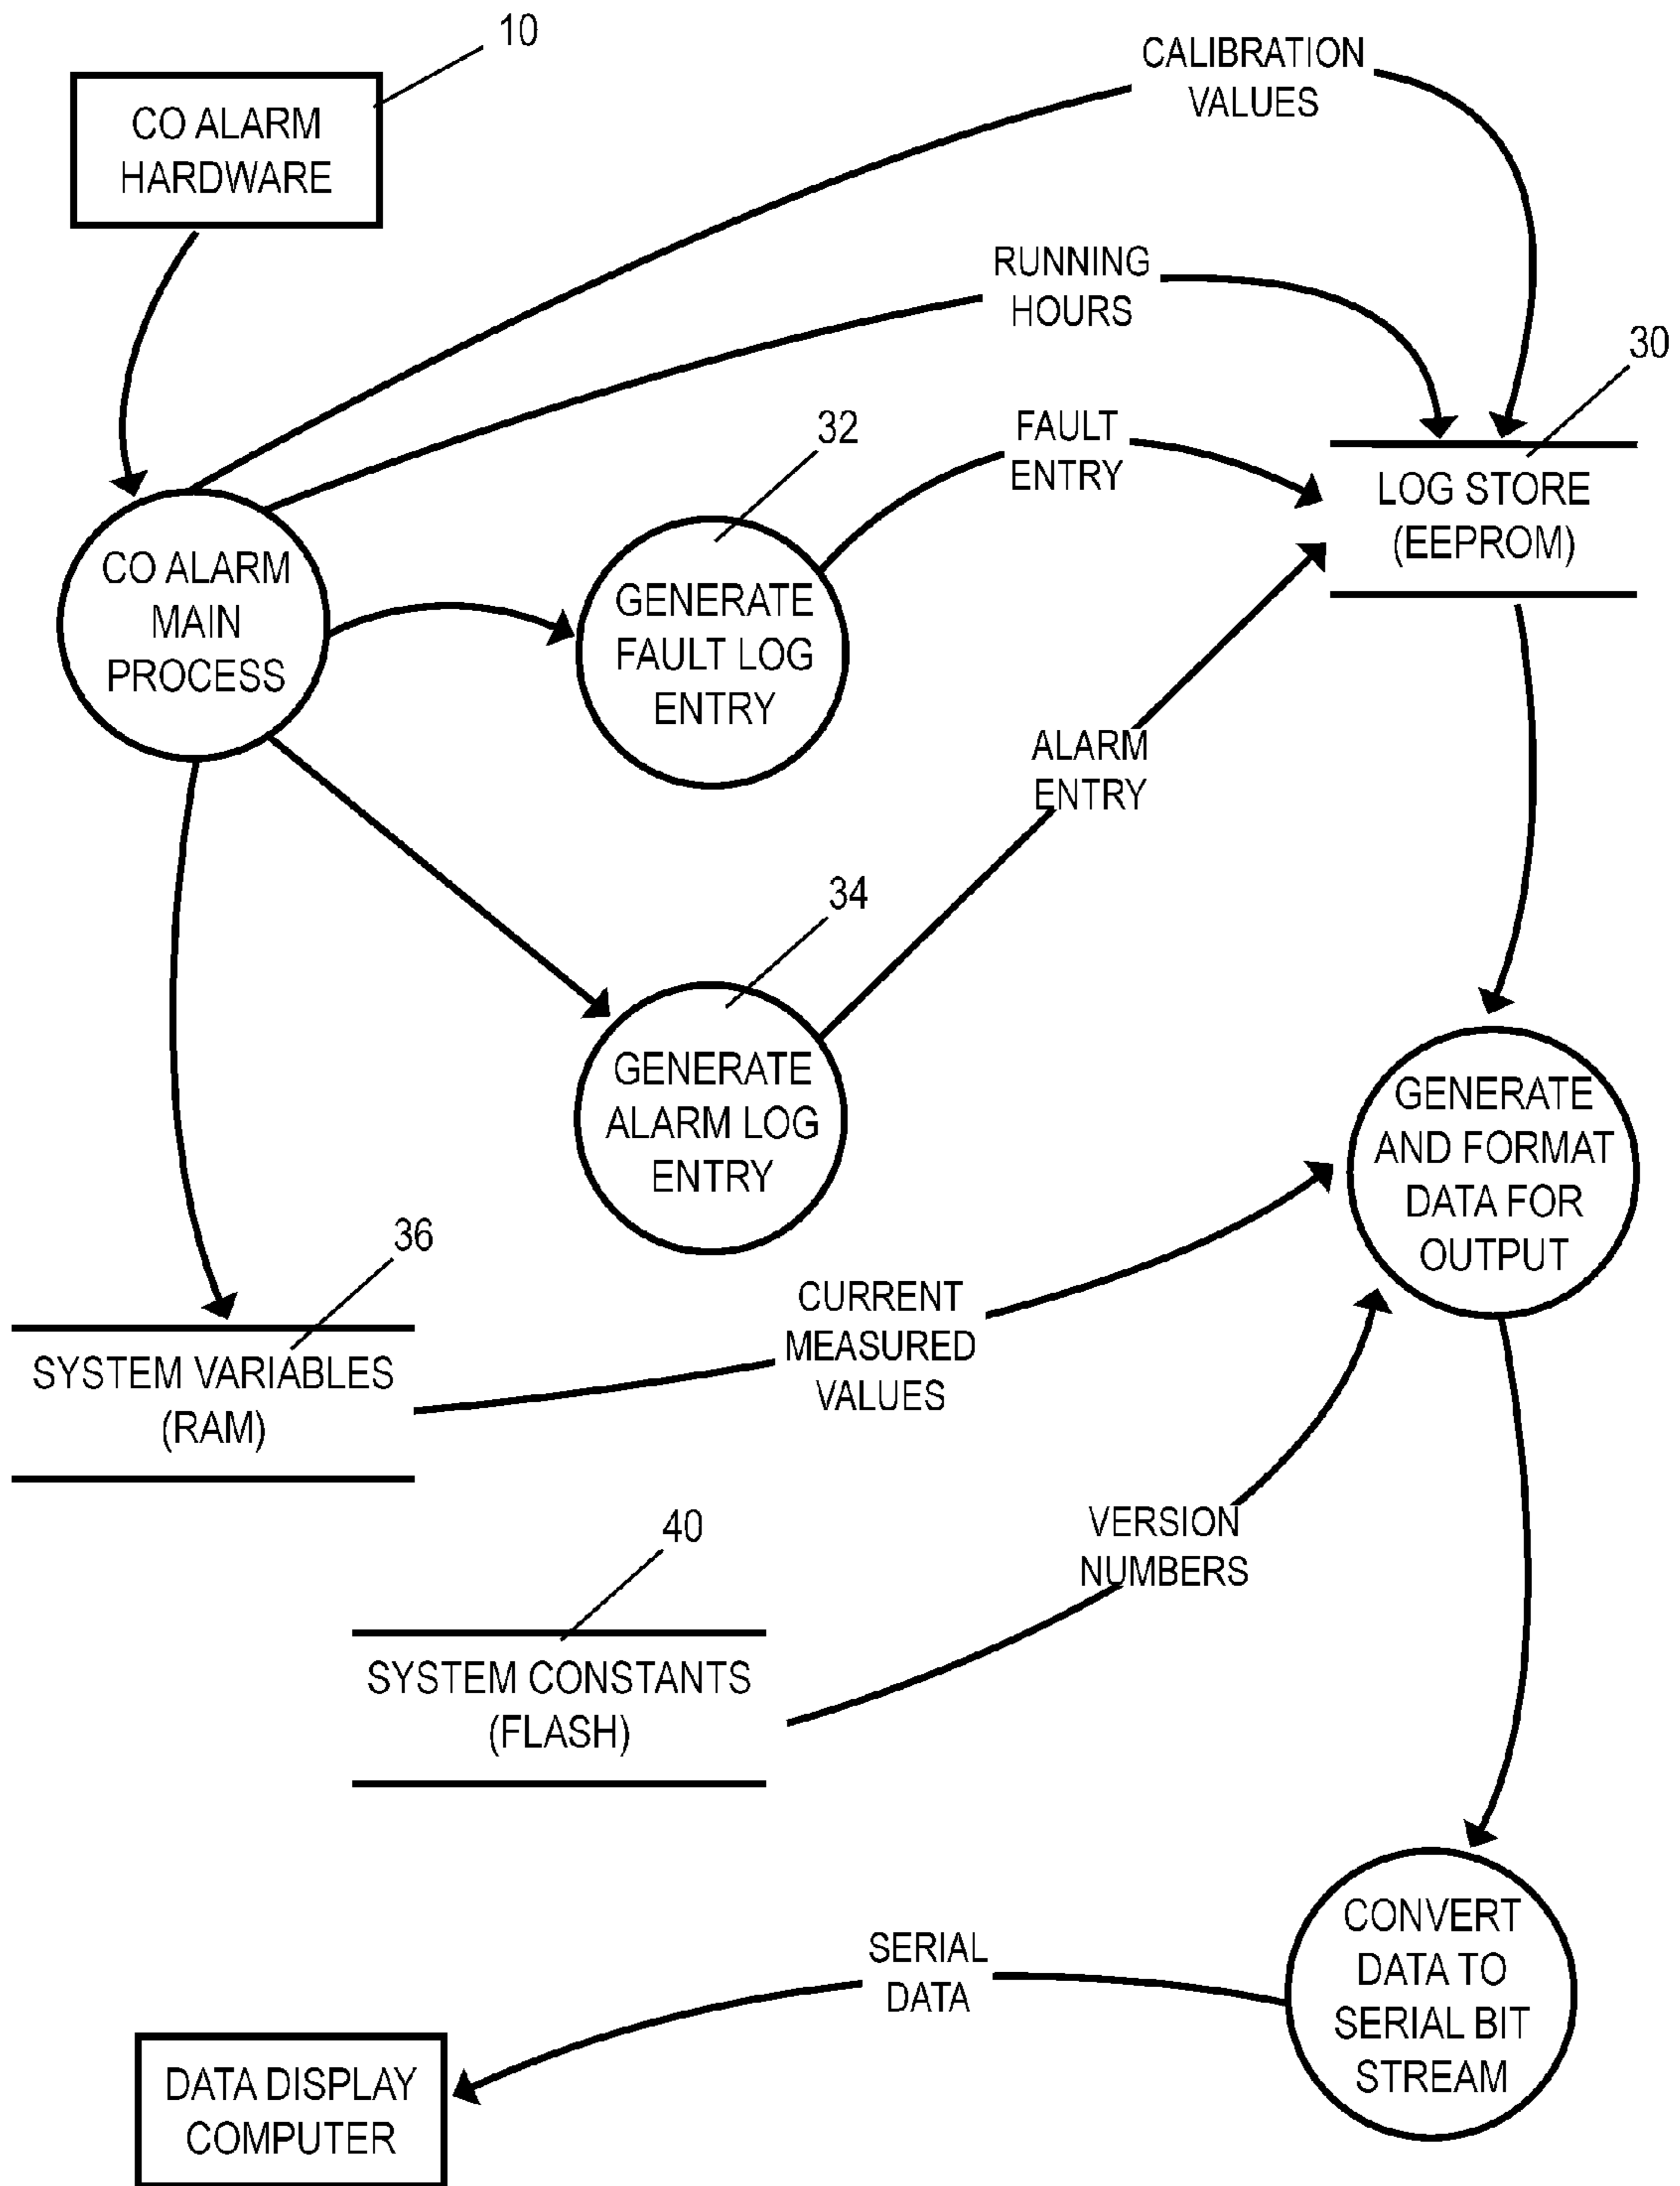 10
CO ALARM
HARDWARE
CALIBRATION
VALUES
RUNNING
HOURS
30
32
FAULT
ENTRY
LOG STORE
(EEPROM)
CO ALARM
MAIN
PROCESS
GENERATE
FAULT LOG
ENTRY
ALARM
ENTRY
34
GENERATE
ALARM LOG
ENTRY
GENERATE
AND FORMAT
DATA FOR
OUTPUT
36
SYSTEM VARIABLES
(RAM)
CURRENT
MEASURED
VALUES
VERSION
NUMBERS
40
SYSTEM CONSTANTS
(FLASH)
CONVERT
DATA TO
SERIAL BIT
STREAM
SERIAL
DATA
DATA DISPLAY
COMPUTER